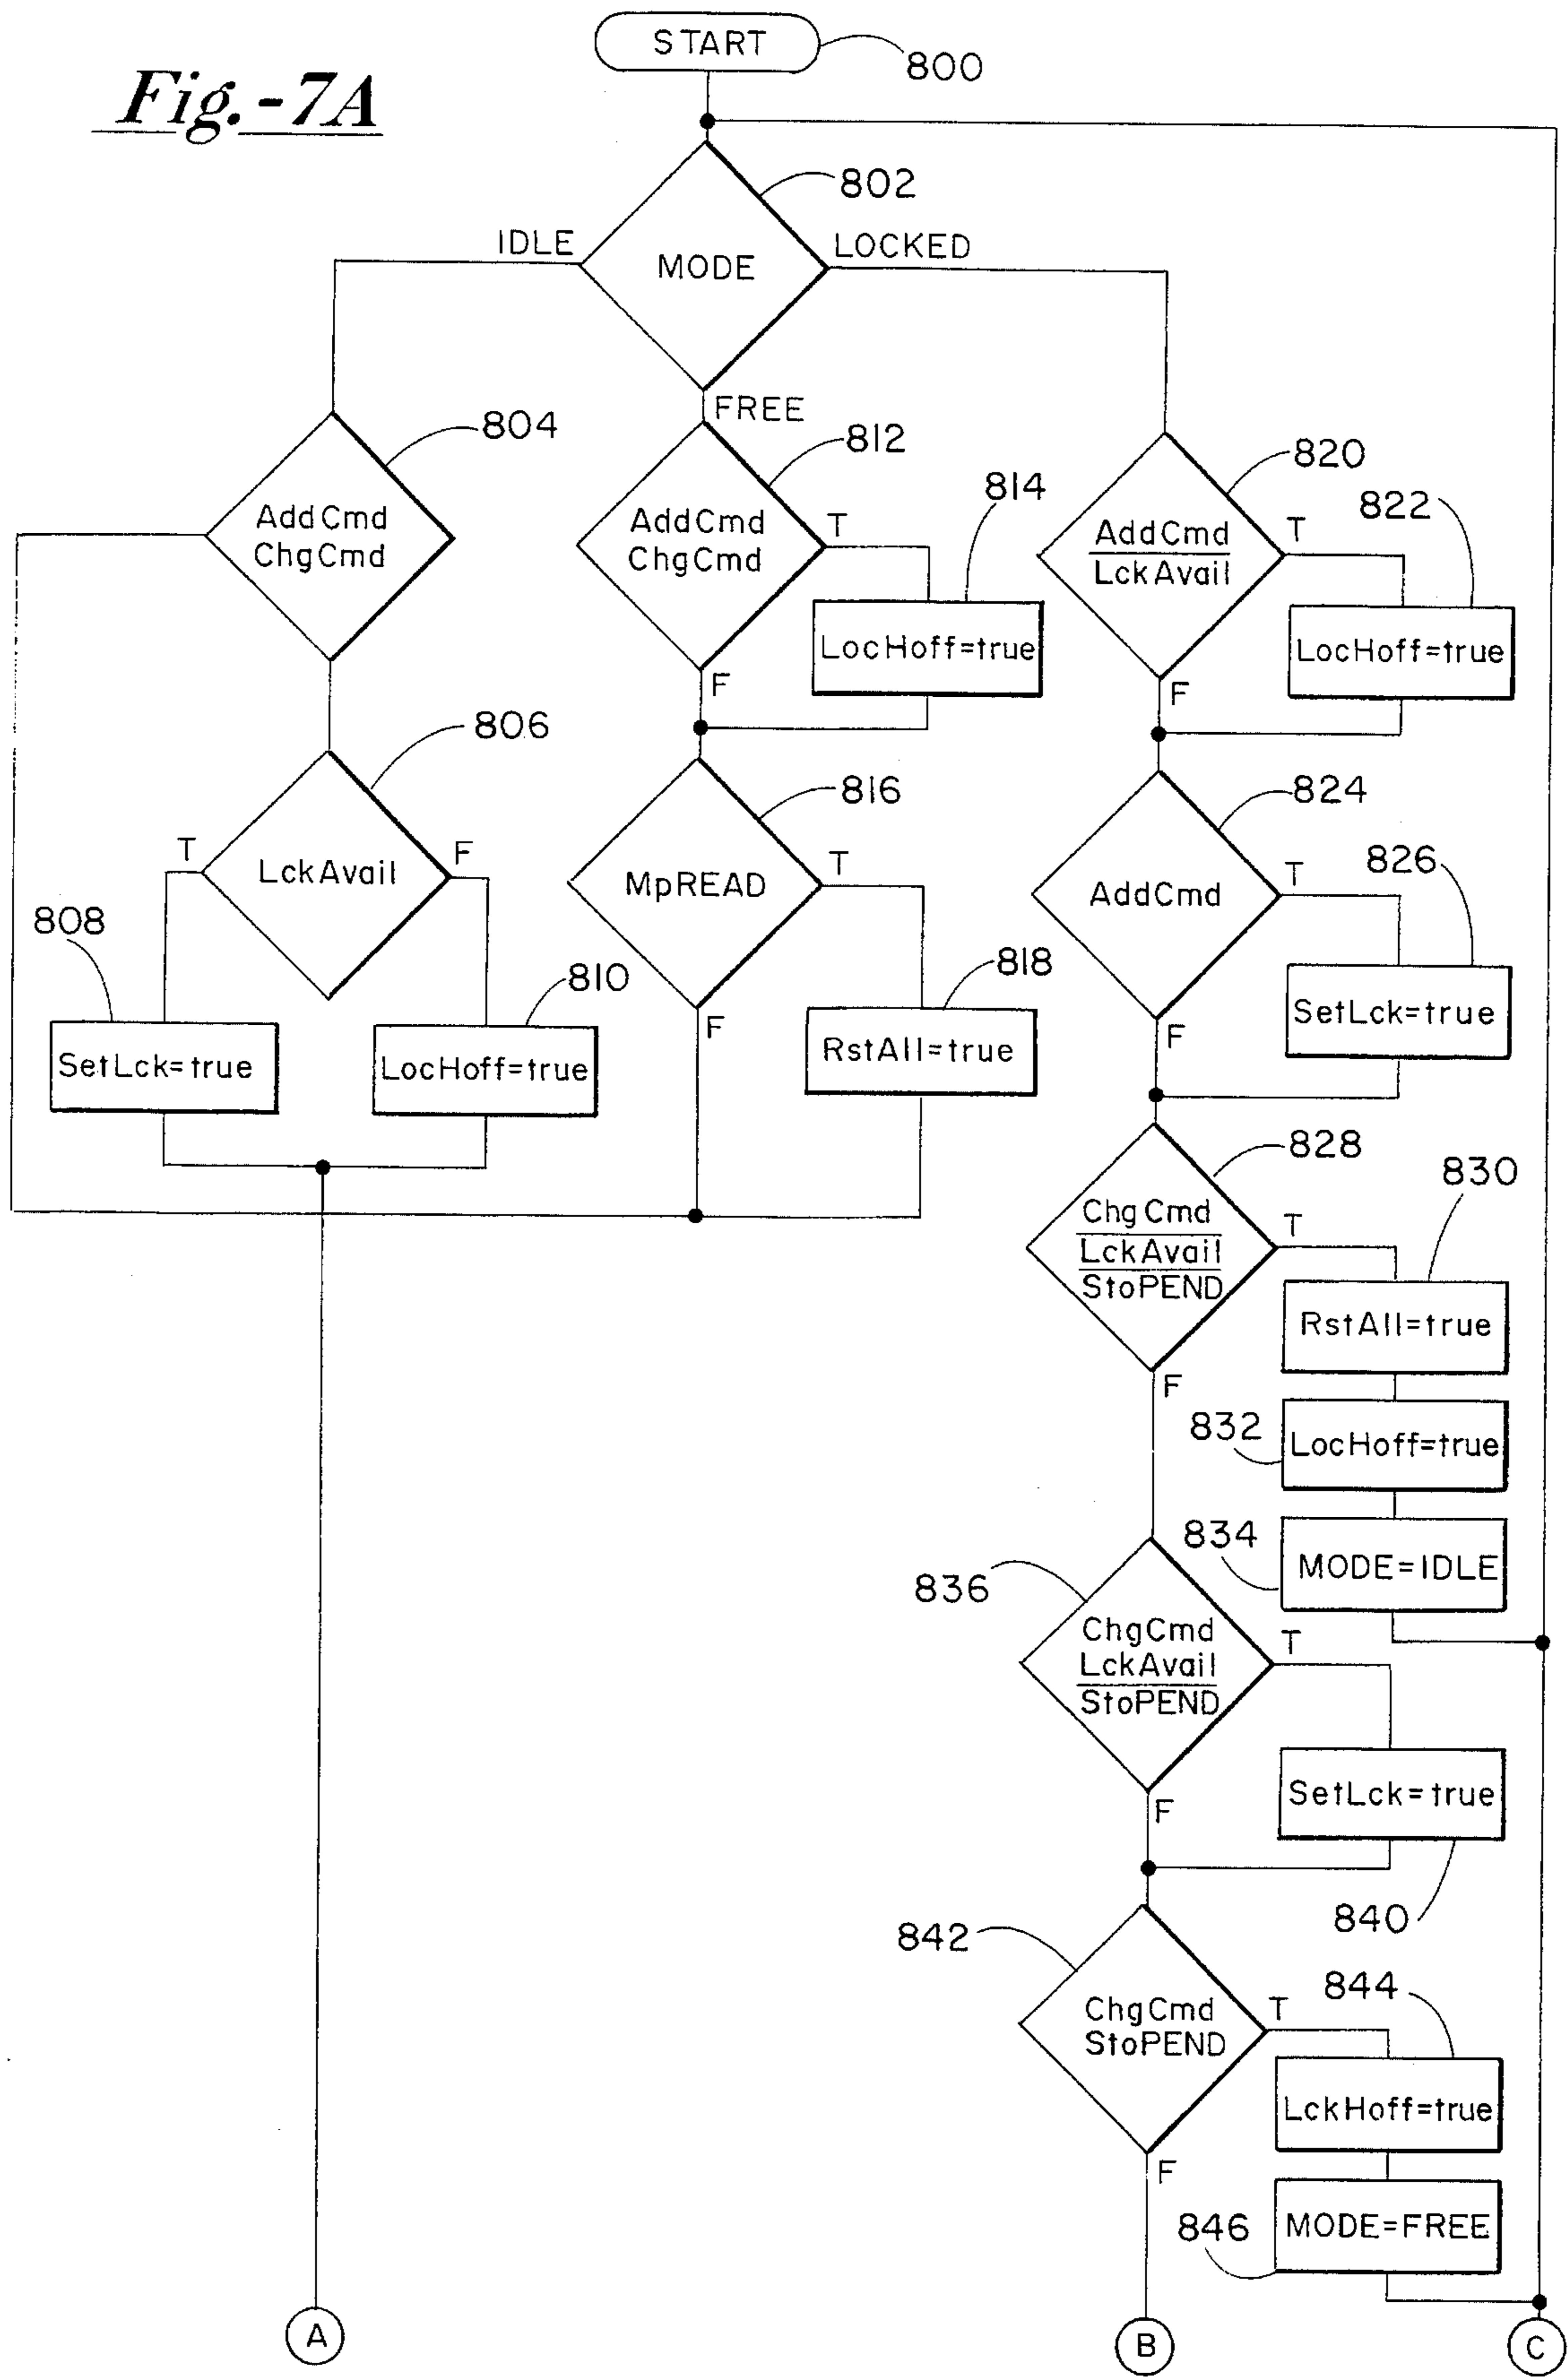 START
800
Fig.-7A
802
IDLE
LOCKED
MODE
FREE
804
812
820
814
822
AddCmd
ChgCmd
AddCmd
ChgCmd
T
AddCmd
LckAvail
T
LocHoff=true
LocHoff=true
F
F
806
816
824
T
LckAvail
F
MpREAD
T
AddCmd
T
826
808
810
818
F
SetLck=true
F
SetLck=true
LocHoff=true
RstAll=true
828
830
ChgCmd
LckAvail
StoPEND
T
RstAll=true
F
832
LocHoff=true
834
MODE=IDLE
836
ChgCmd
LckAvail
StoPEND
T
SetLck=true
F
840
842
844
ChgCmd
StoPEND
T
LckHoff=true
F
846
MODE=FREE
A
B
C